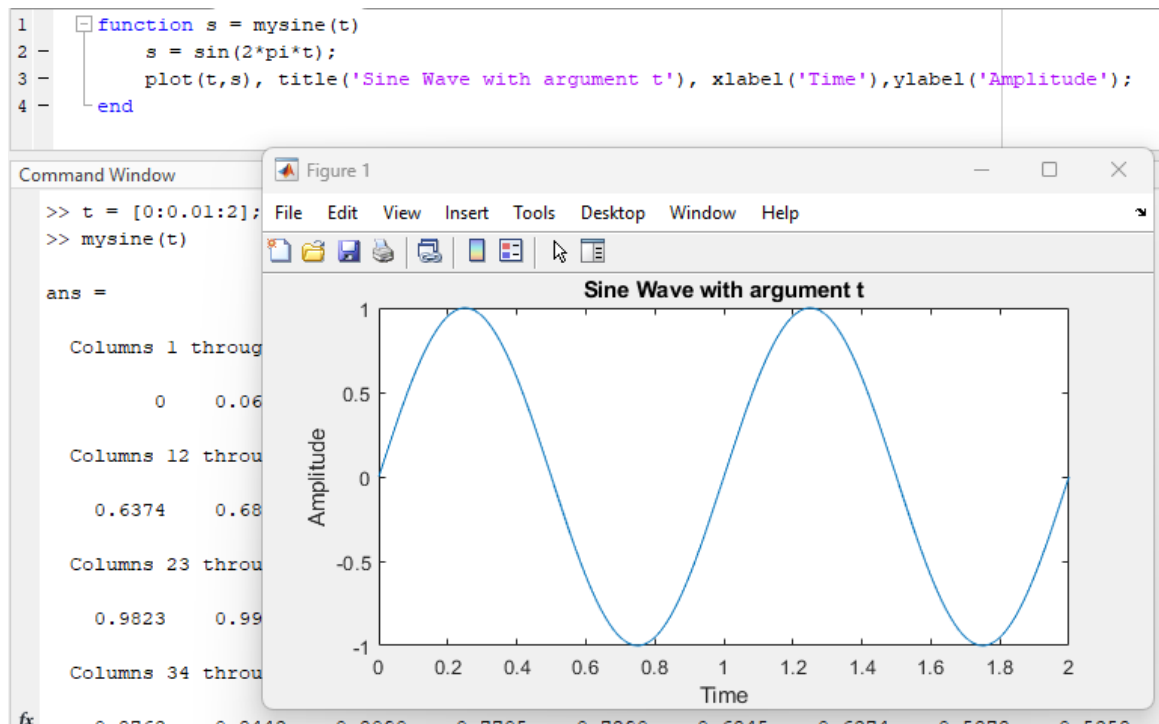 1 function s = mysine(t)
2 – s = sin(2*pi*t);
3 – plot(t,s), title('Sine Wave with argument t'), xlabel('Time'),ylabel('Amplitude');
4 – end
Command Window
>> t = [0:0.01:2];
>> mysine(t)
ans =
Columns 1 throug
0 0.06
Columns 12 throu
0.6374 0.68
Columns 23 throu
0.9823 0.99
Columns 34 throu
fx
Figure 1
File Edit View Insert Tools Desktop Window Help
Sine Wave with argument t
Amplitude
1
0.5
0
-0.5
-1
0 0.2 0.4 0.6 0.8 1 1.2 1.4 1.6 1.8 2
Time